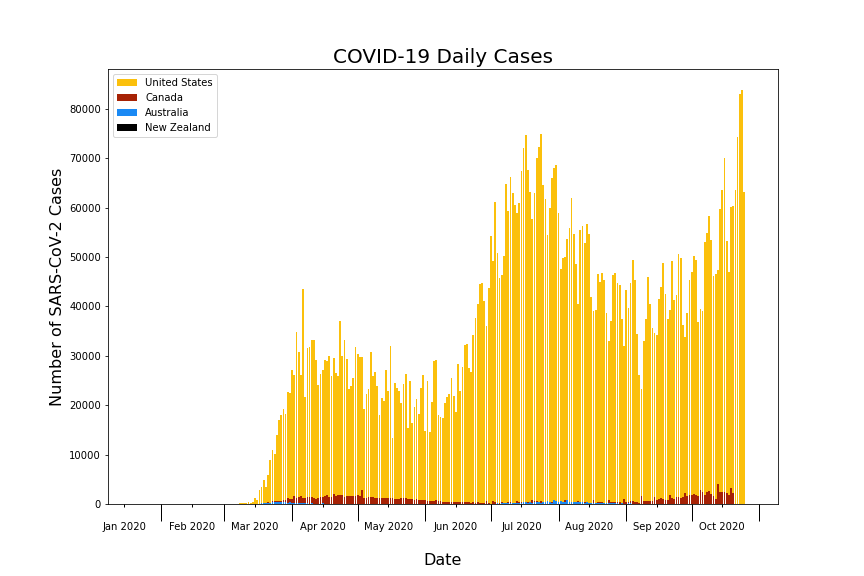 COVID-19 Daily Cases
United States
Canada
Australia
New Zealand
Number of SARS-CoV-2 Cases
80000
70000
60000
50000
40000
30000
20000
10000
0
Jan 2020 Feb 2020 Mar 2020 Apr 2020 May 2020 Jun 2020 Jul 2020 Aug 2020 Sep 2020 Oct 2020
Date